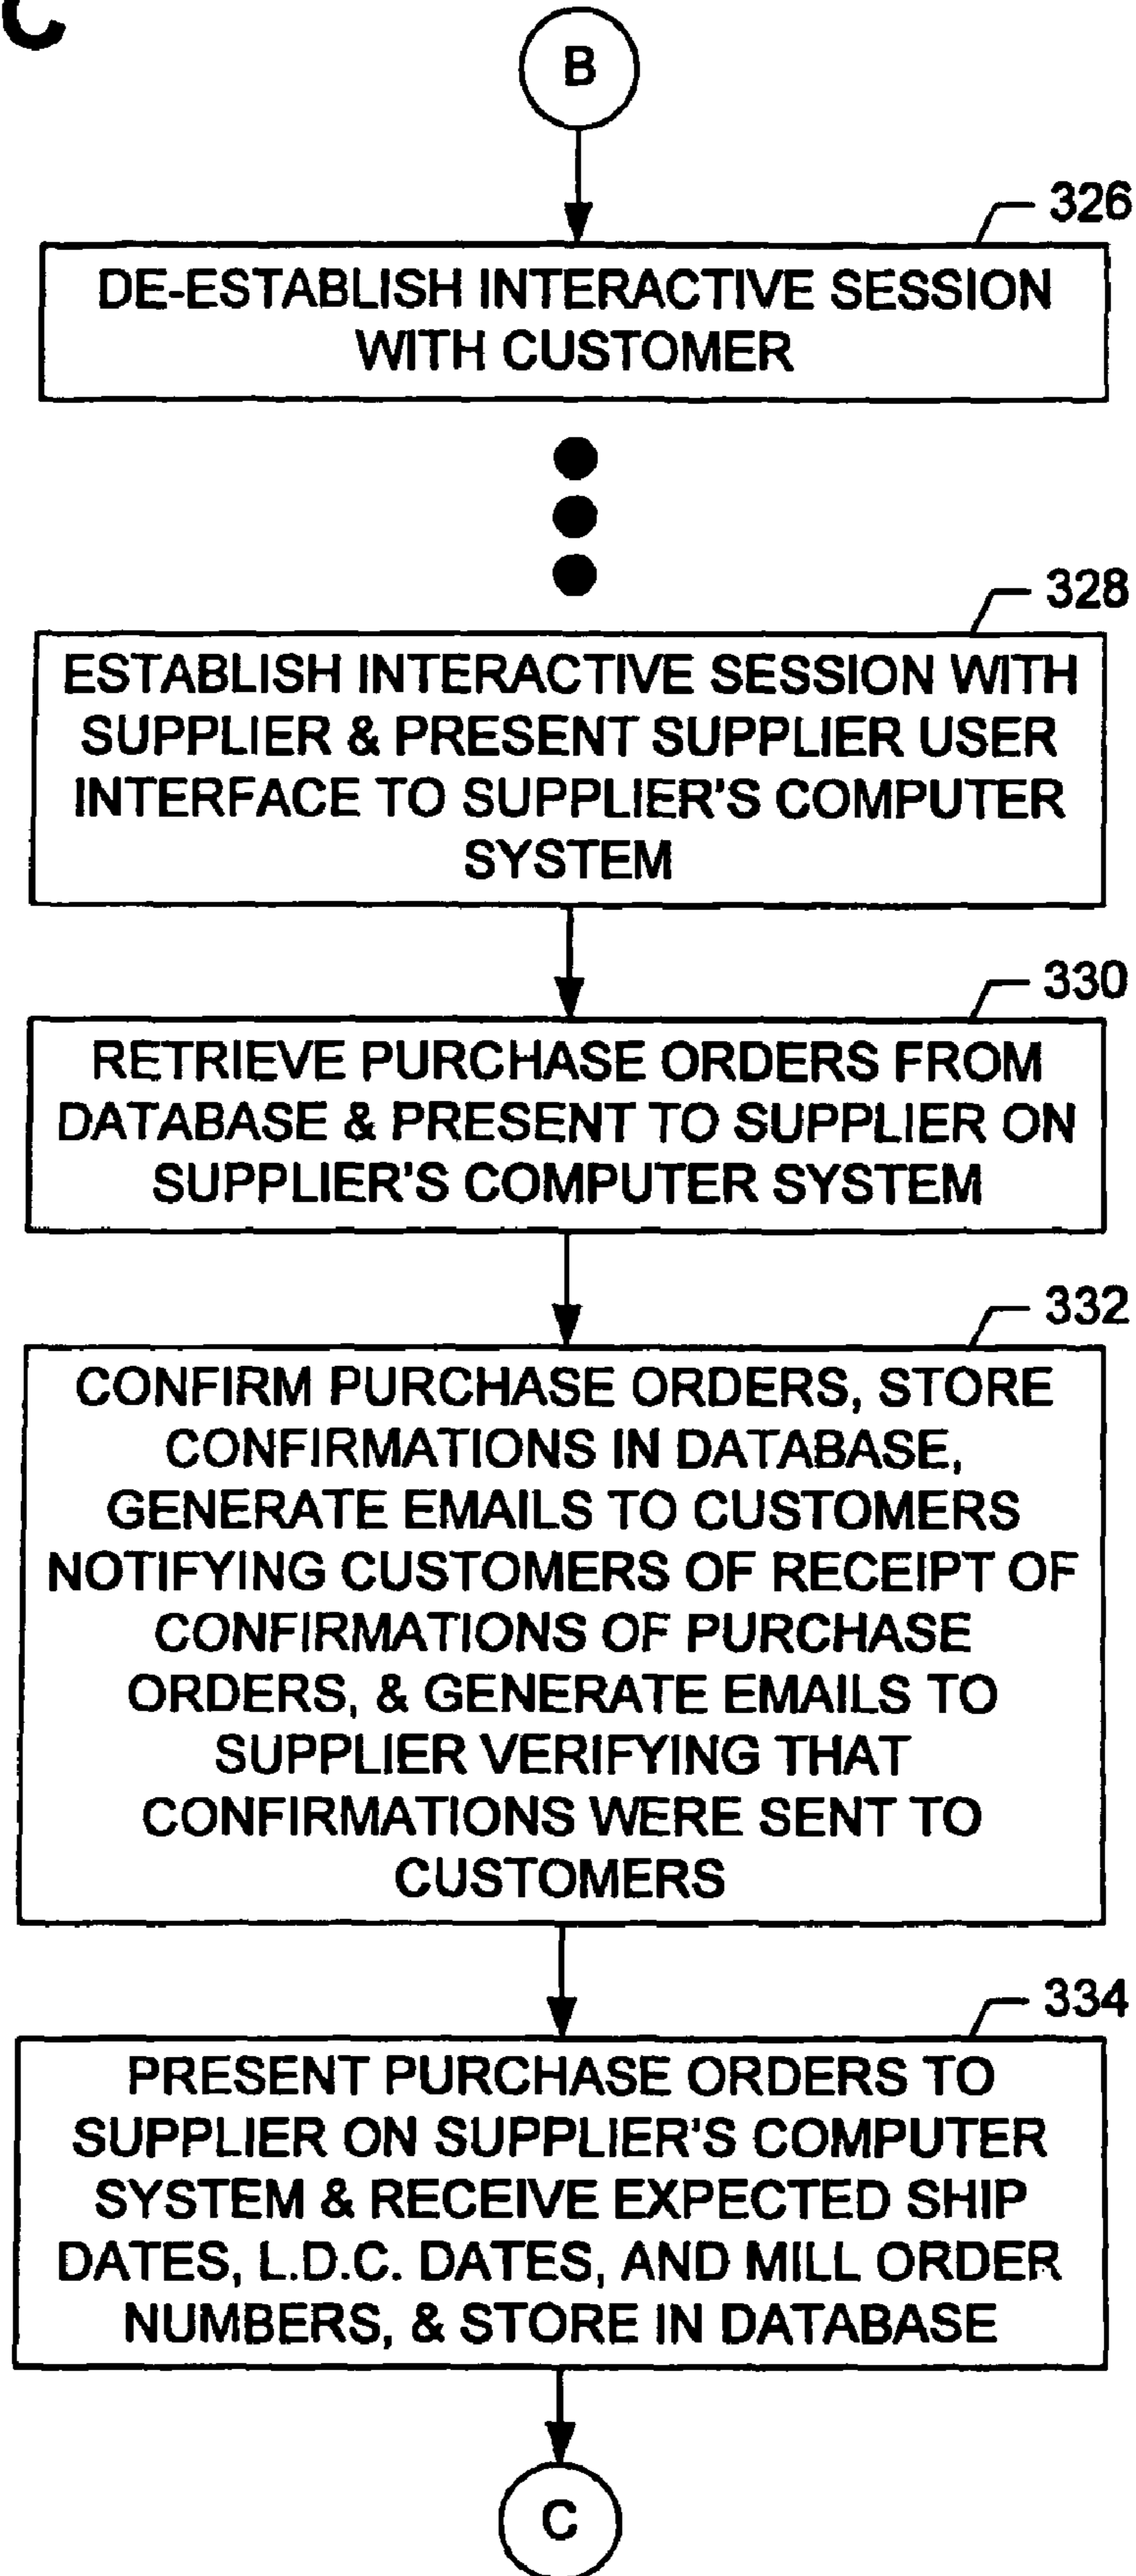 C
B
326
DE-ESTABLISH INTERACTIVE SESSION
WITH CUSTOMER
328
ESTABLISH INTERACTIVE SESSION WITH
SUPPLIER & PRESENT SUPPLIER USER
INTERFACE TO SUPPLIER'S COMPUTER
SYSTEM
330
RETRIEVE PURCHASE ORDERS FROM
DATABASE & PRESENT TO SUPPLIER ON
SUPPLIER'S COMPUTER SYSTEM
332
CONFIRM PURCHASE ORDERS, STORE
CONFIRMATIONS IN DATABASE,
GENERATE EMAILS TO CUSTOMERS
NOTIFYING CUSTOMERS OF RECEIPT OF
CONFIRMATIONS OF PURCHASE
ORDERS, & GENERATE EMAILS TO
SUPPLIER VERIFYING THAT
CONFIRMATIONS WERE SENT TO
CUSTOMERS
334
PRESENT PURCHASE ORDERS TO
SUPPLIER ON SUPPLIER'S COMPUTER
SYSTEM & RECEIVE EXPECTED SHIP
DATES, L.D.C. DATES, AND MILL ORDER
NUMBERS, & STORE IN DATABASE
C